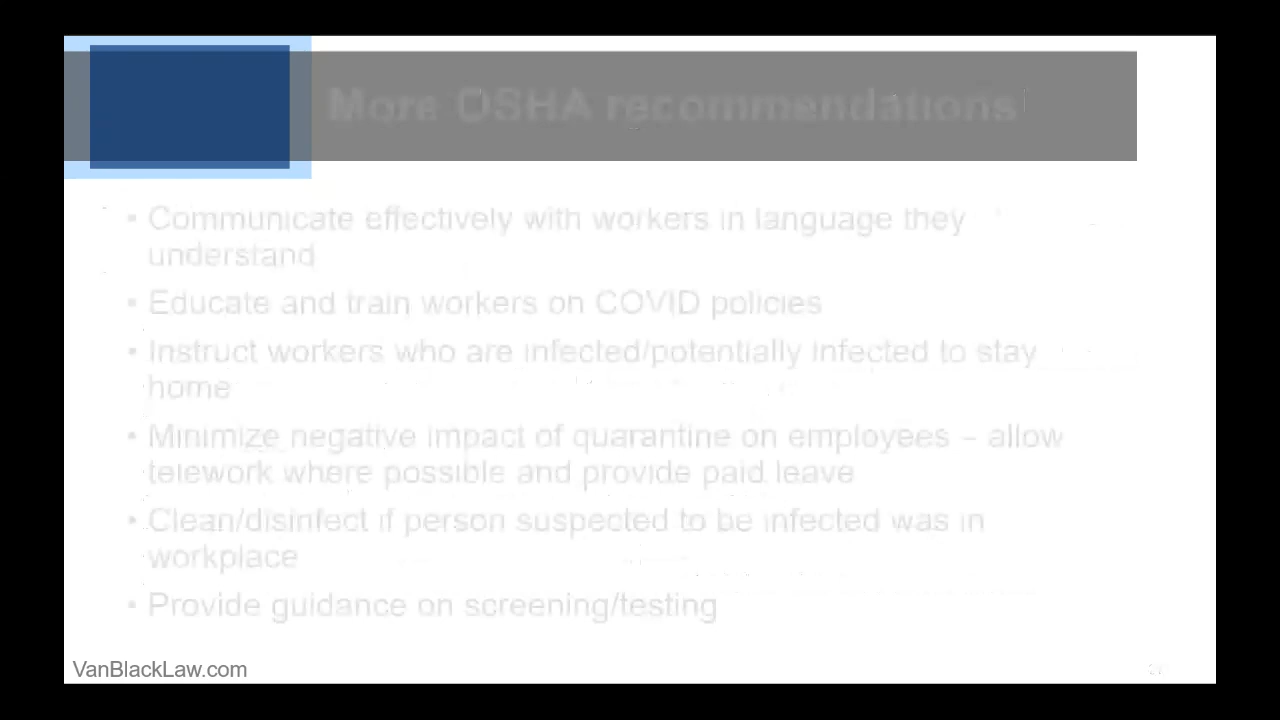 More OSHA recommendations
• Communicate effectively with workers in language they
understand
• Educate and train workers on COVID policies
• Instruct workers who are infected/potentially infected to stay
home
• Minimize negative impact of quarantine on employees – allow
telework where possible and provide paid leave
• Clean/disinfect if person suspected to be infected was in
workplace
• Provide guidance on screening/testing
VanBlackLaw.com